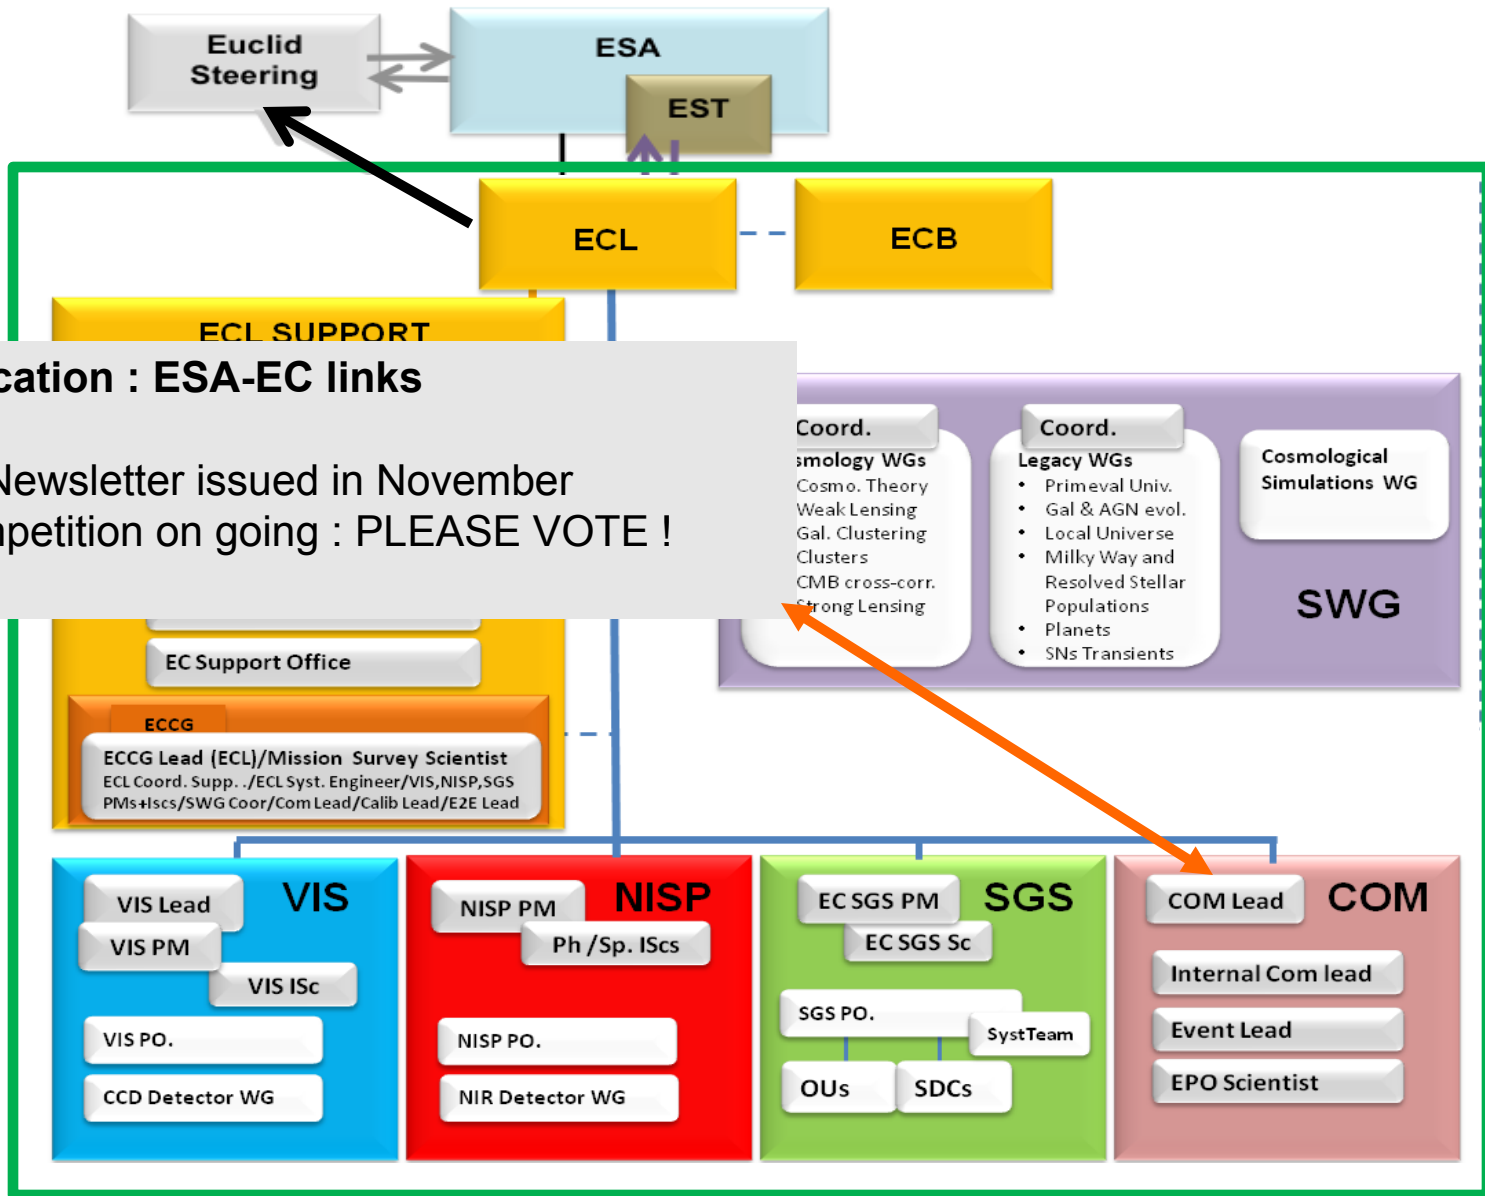 Euclid
Steering
ESA
EST
ECL
ECB
ECL SUPPORT
cation : ESA-EC links
Newsletter issued in November
mpetition on going : PLEASE VOTE !
EC Support Office
ECCG
ECCG Lead (ECL)/Mission Survey Scientist
ECL Coord. Supp. ./ECL Syst. Engineer/VIS,NISP,SGS
PMs+Iscs/SWG Coor/Com Lead/Calib Lead/E2E Lead
Coord.
smology WGs
Cosmo. Theory
Weak Lensing
Gal. Clustering
Clusters
CMB cross-corr.
Strong Lensing
Coord.
Legacy WGs
• Primeval Univ.
• Gal & AGN evol.
• Local Universe
• Milky Way and
Resolved Stellar
Populations
• Planets
• SNs Transients
Cosmological
Simulations WG
SWG
VIS
VIS Lead
VIS PM
VIS ISc
VIS PO.
CCD Detector WG
NISP
NISP PM
Ph /Sp. IScs
NISP PO.
NIR Detector WG
SGS
EC SGS PM
EC SGS Sc
SGS PO.
SystTeam
OUs
SDCs
COM
COM Lead
Internal Com lead
Event Lead
EPO Scientist